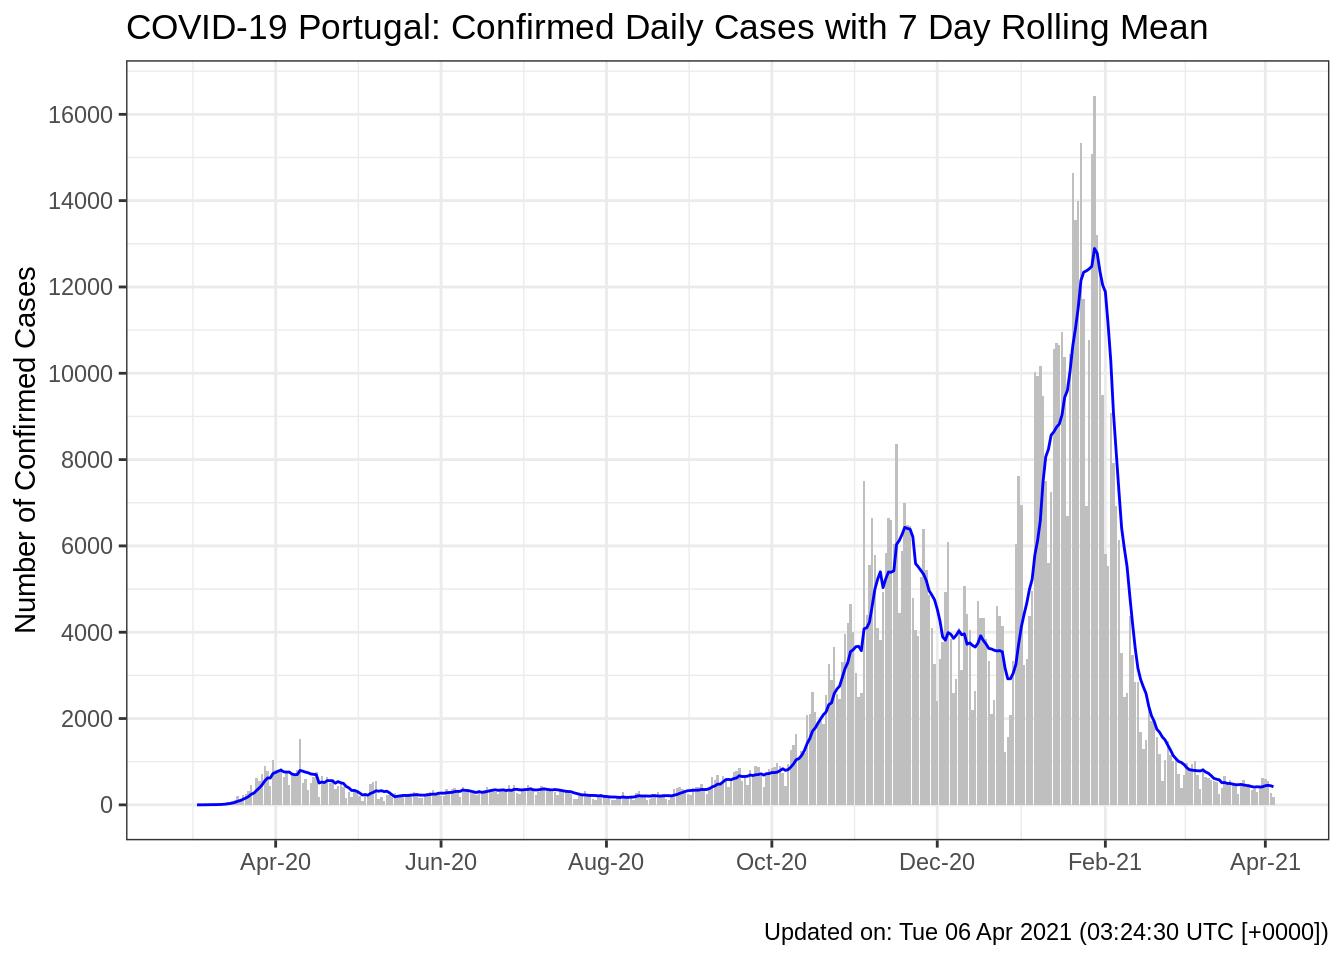 COVID-19 Portugal: Confirmed Daily Cases with 7 Day Rolling Mean
Number of Confirmed Cases
16000
14000
12000
10000
8000
6000
4000
2000
0
Apr-20 Jun-20 Aug-20 Oct-20 Dec-20 Feb-21 Apr-21
Updated on: Tue 06 Apr 2021 (03:24:30 UTC [+0000])